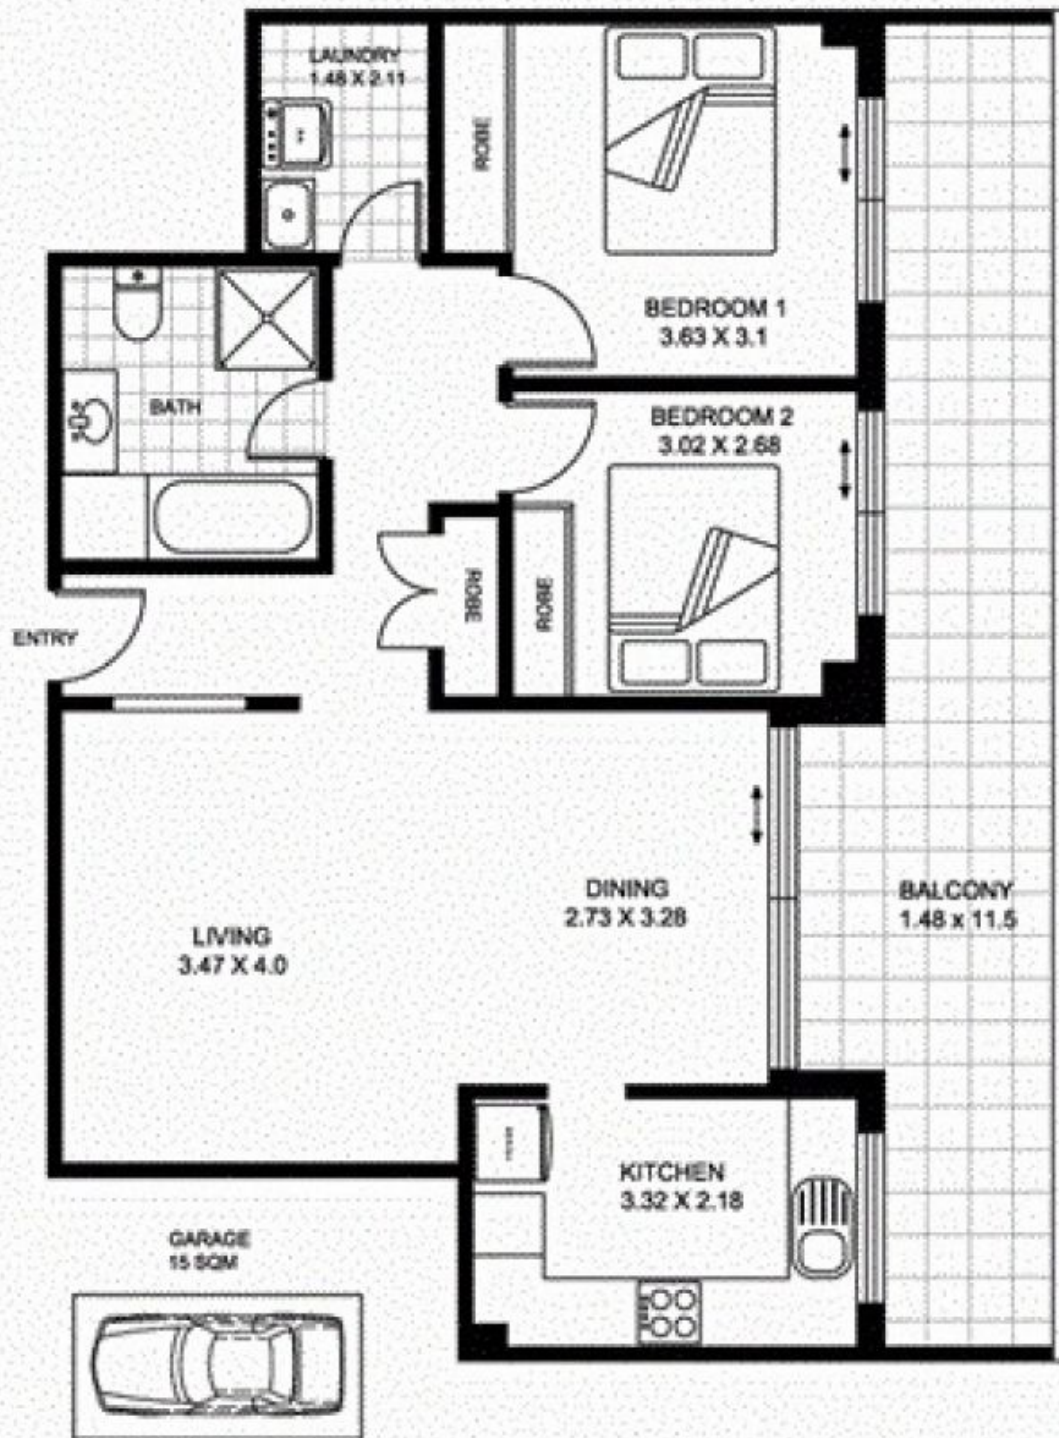 LAUNDRY
1.48 X 2.11
ROBE
BEDROOM 1
3.63 X 3.1
BATH
BEDROOM 2
3.02 X 2.68
ROBE
ROBE
ENTRY
DINING
2.73 X 3.28
BALCONY
1.48 x 11.5
LIVING
3.47 X 4.0
KITCHEN
3.32 X 2.18
GARAGE
15 SQM